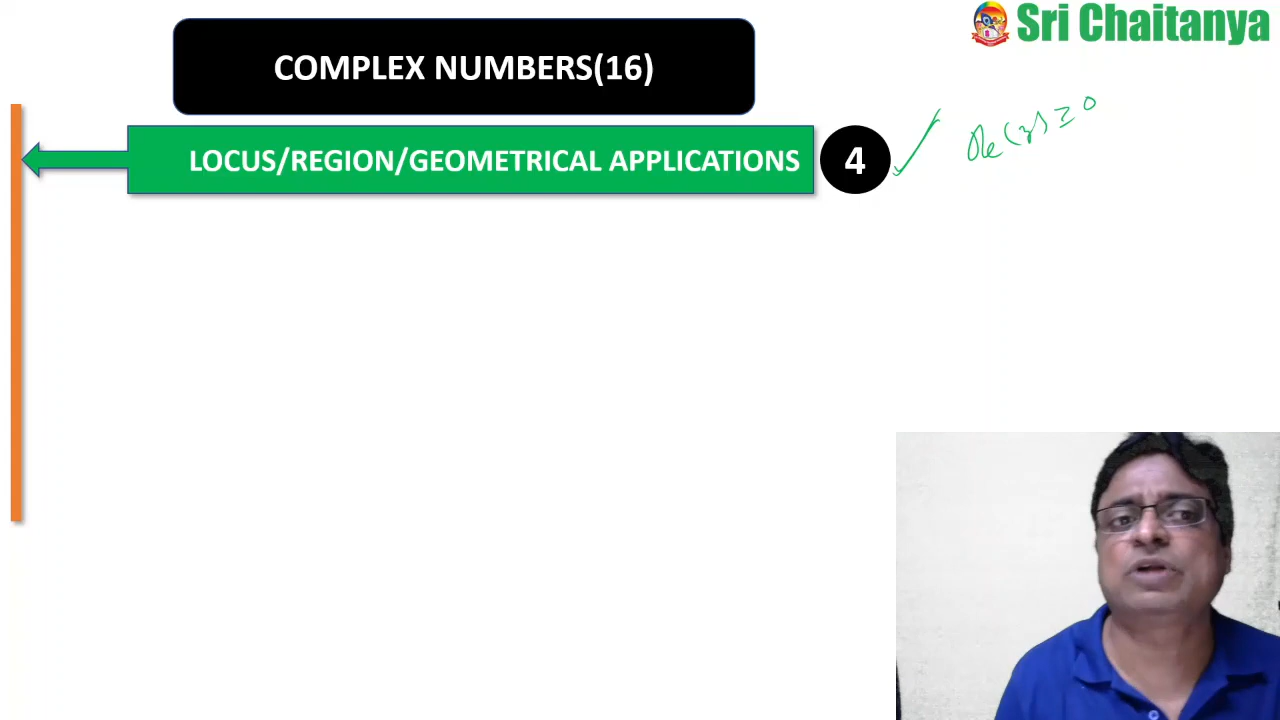 Sri Chaitanya
COMPLEX NUMBERS(16)
LOCUS/REGION/GEOMETRICAL APPLICATIONS 4
Re(z) ≥ 0